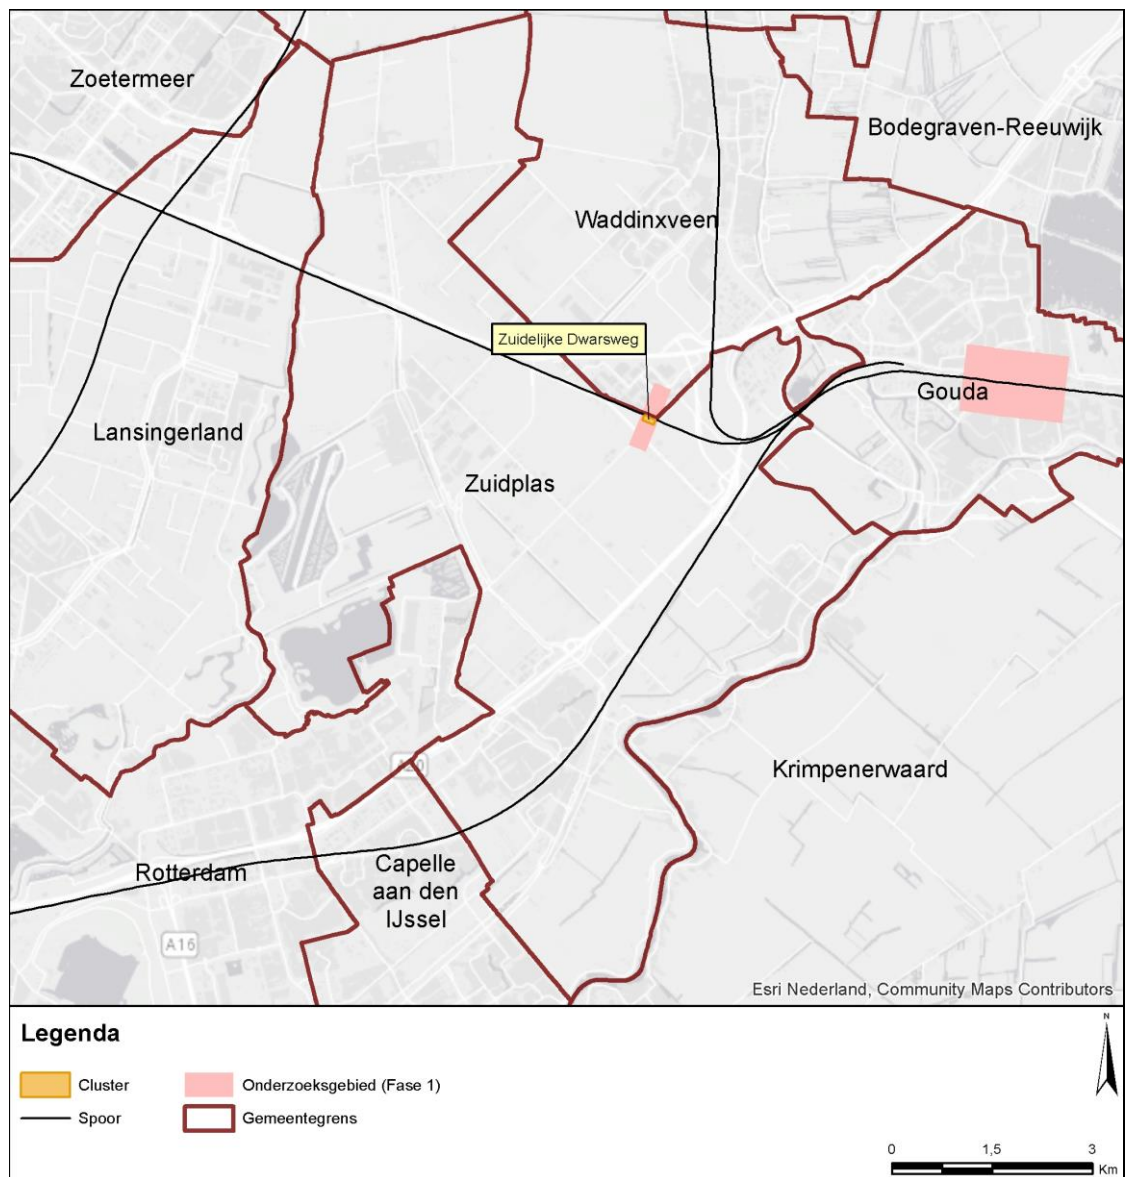 Zoetermeer
Bodegraven-Reeuwijk
Waddinxveen
Zuidelijke Dwarsweg
Gouda
Lansingerland
Zuidplas
A20
Krimpenerwaard
Rotterdam
Capelle
aan den
IJssel
A16
Esri Nederland, Community Maps Contributors
Legenda
N
Cluster
Onderzoeksgebied (Fase 1)
Spoor
Gemeentegrens
0 1,5 3
Km